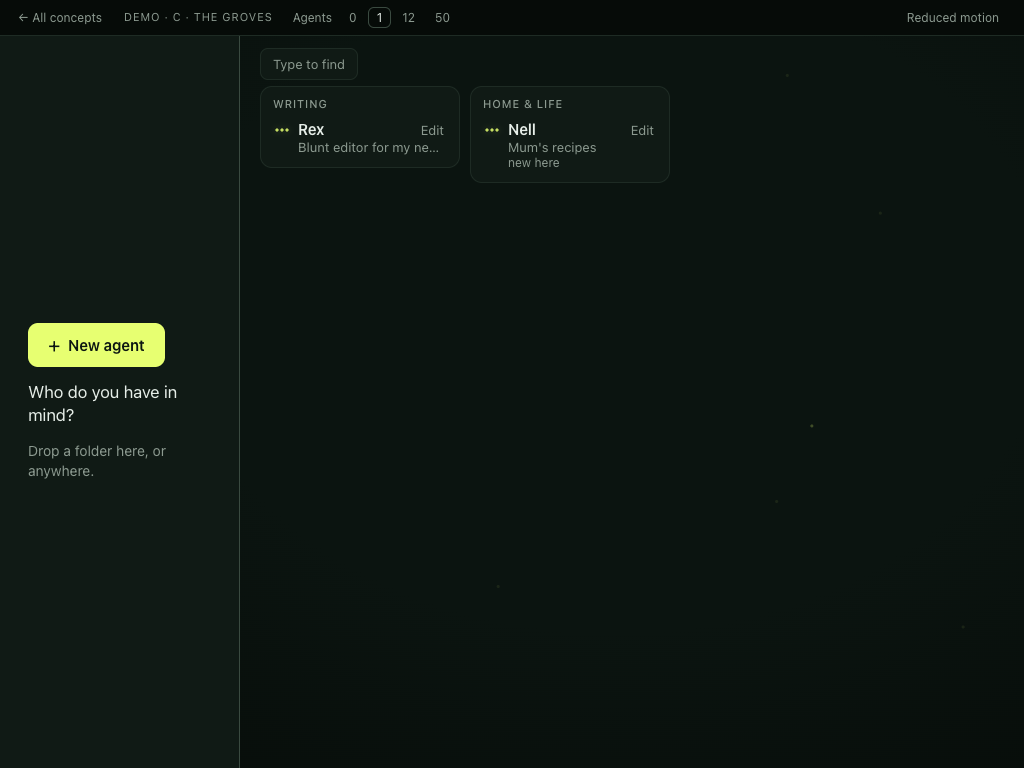 ← All concepts
DEMO · C · THE GROVES
Agents 0 1 12 50
Reduced motion
+ New agent
Who do you have in
mind?
Drop a folder here, or
anywhere.
Type to find
WRITING
Rex Edit
Blunt editor for my ne…
HOME & LIFE
Nell Edit
Mum's recipes
new here